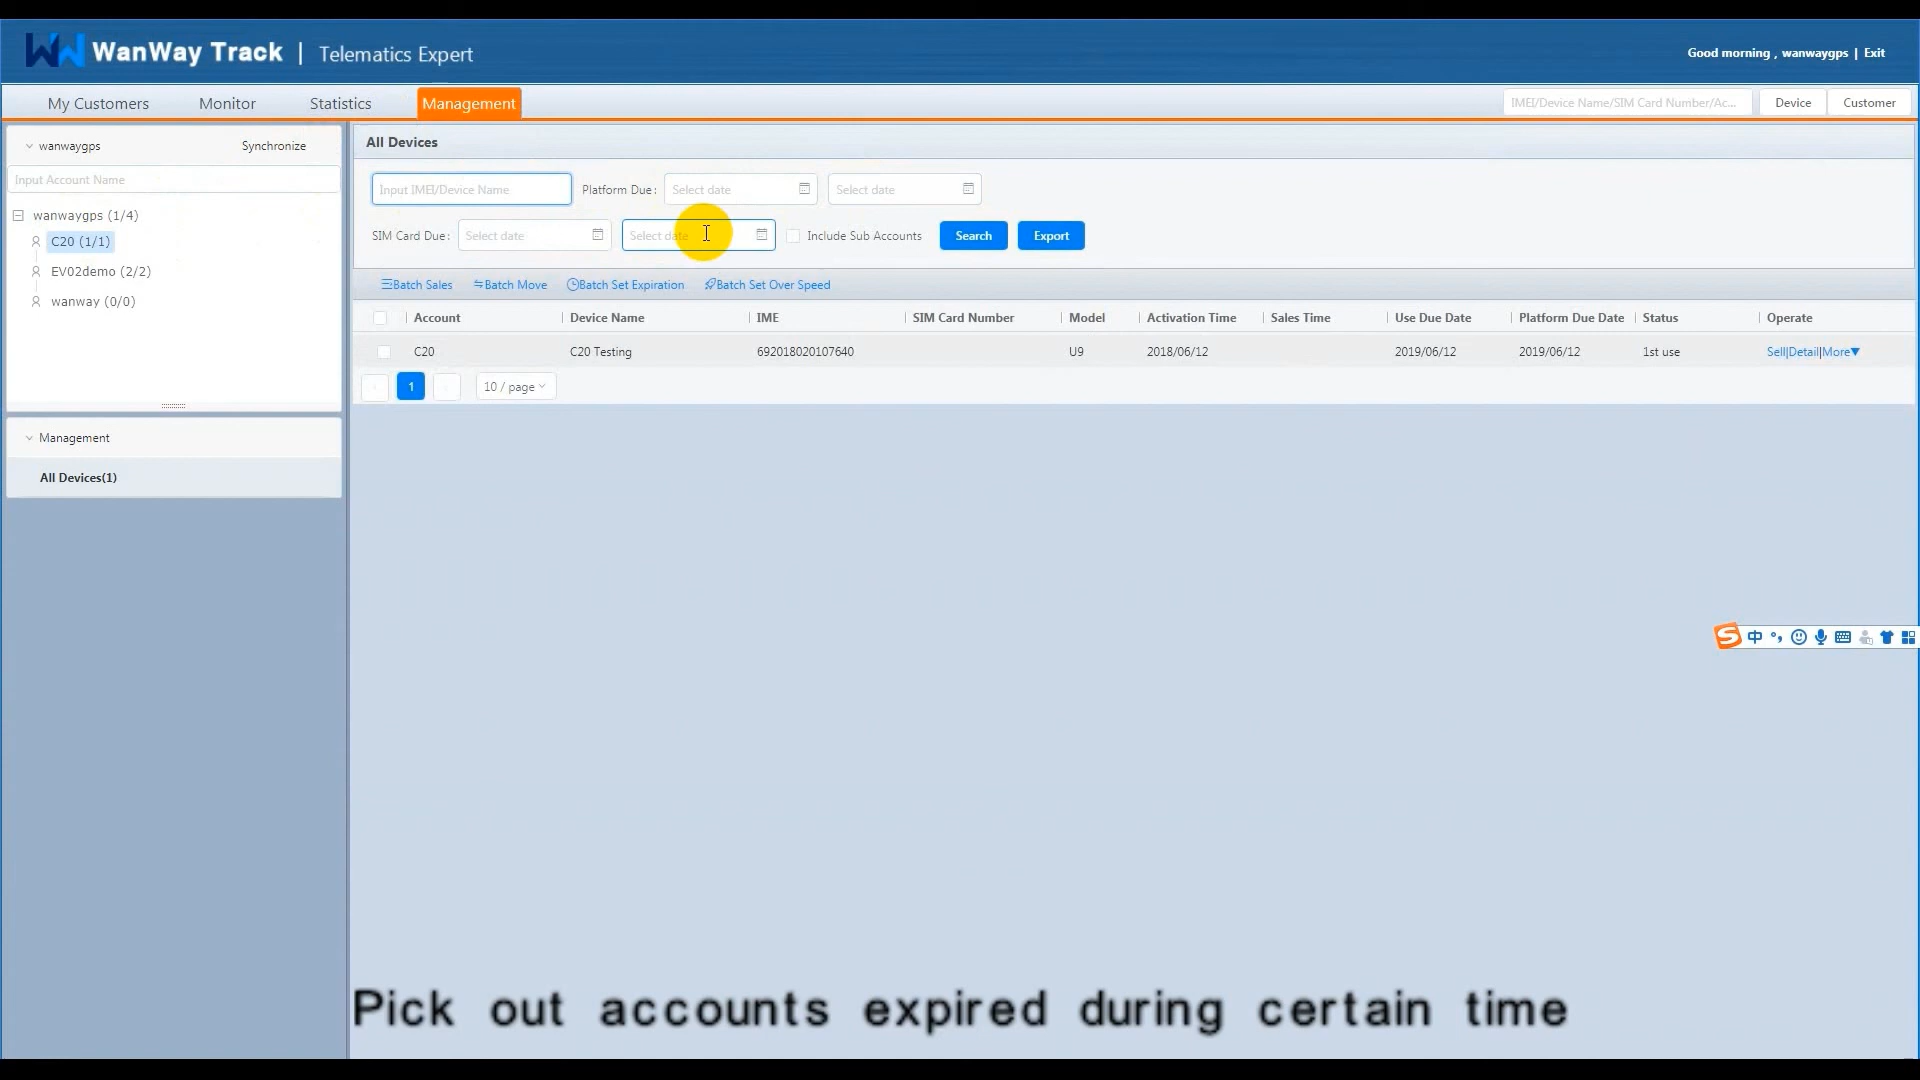 WanWay Track | Telematics Expert
Good morning , wanwaygps | Exit
My Customers Monitor Statistics Management
IMEI/Device Name/SIM Card Number/Ac... Device Customer
wanwaygps Synchronize
Input Account Name
wanwaygps (1/4)
C20 (1/1)
EV02demo (2/2)
wanway (0/0)
Management
All Devices(1)
All Devices
Input IMEI/Device Name Platform Due : Select date Select date
SIM Card Due : Select date Select date Include Sub Accounts Search Export
Batch Sales Batch Move Batch Set Expiration Batch Set Over Speed
Account Device Name IME SIM Card Number Model Activation Time Sales Time Use Due Date Platform Due Date Status Operate
C20 C20 Testing 692018020107640 U9 2018/06/12 2019/06/12 2019/06/12 1st use Sell|Detail|More▼
1 10 / page
中
Pick out accounts expired during certain time